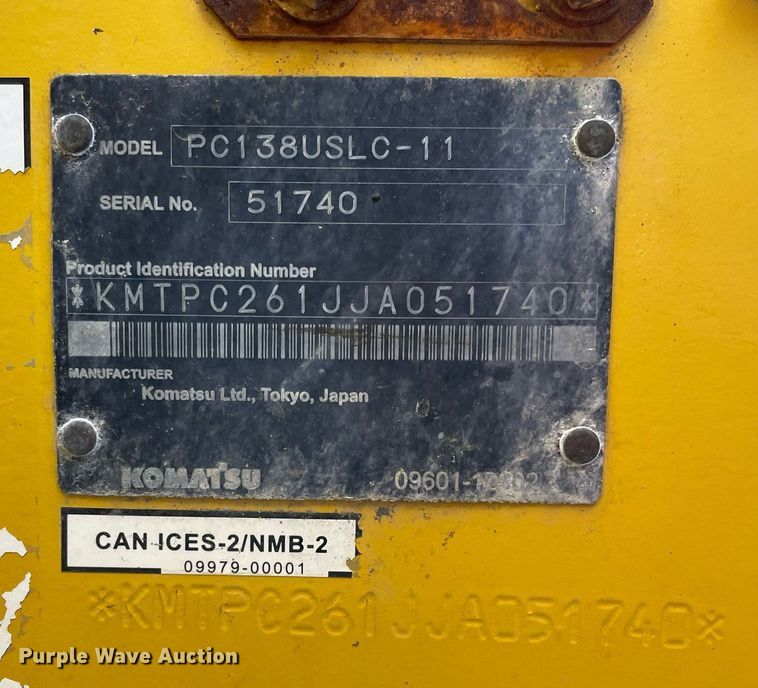 MODEL PC138USLC-11
SERIAL No. 51740
Product Identification Number
*KMTPC261JJA051740*
MANUFACTURER
Komatsu Ltd., Tokyo, Japan
KOMATSU
CAN ICES-2/NMB-2
09979-00001
*KMTPC261JJA051740*
Purple Wave Auction